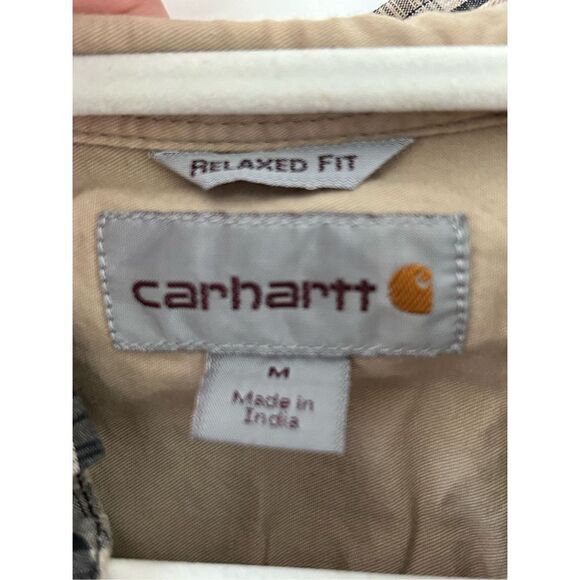 RELAXED FIT
carhartt
M
Made in
India